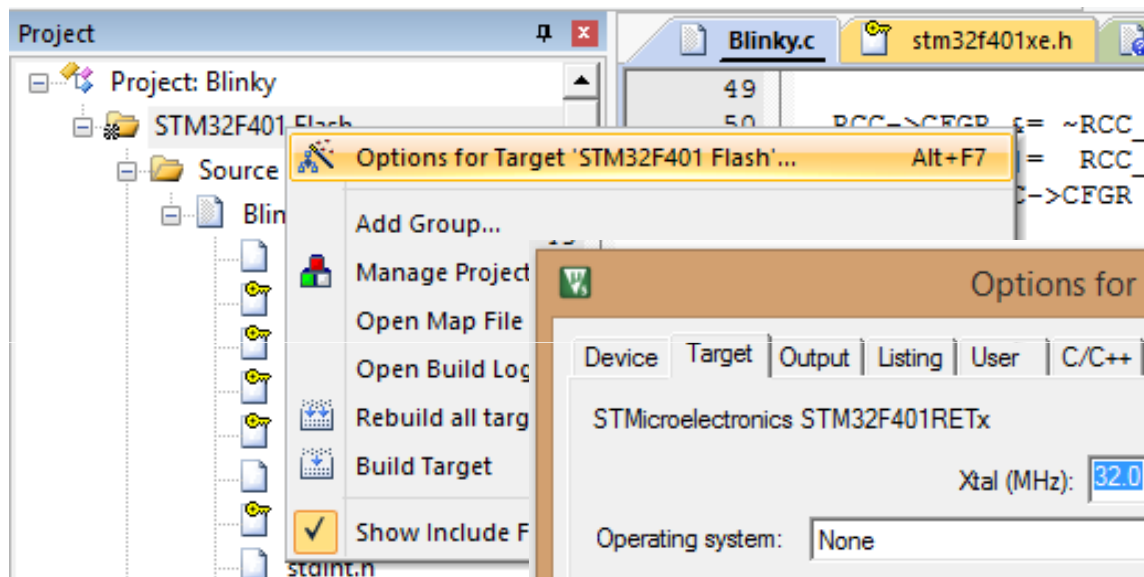 Project
Blinky.c
stm32f401xe.h
Project: Blinky
49
STM32F401 Flash
50 RCC->CFGR &= ~RCC_
Options for Target 'STM32F401 Flash'... Alt+F7
|= RCC_
Source
C->CFGR
Blin
Add Group...
Manage Project
Options for
Open Map File
Device Target Output Listing User C/C++
Open Build Log
Rebuild all targ
STMicroelectronics STM32F401RETx
Build Target
Xtal (MHz): 32.0
Show Include F
Operating system: None
stdint.h